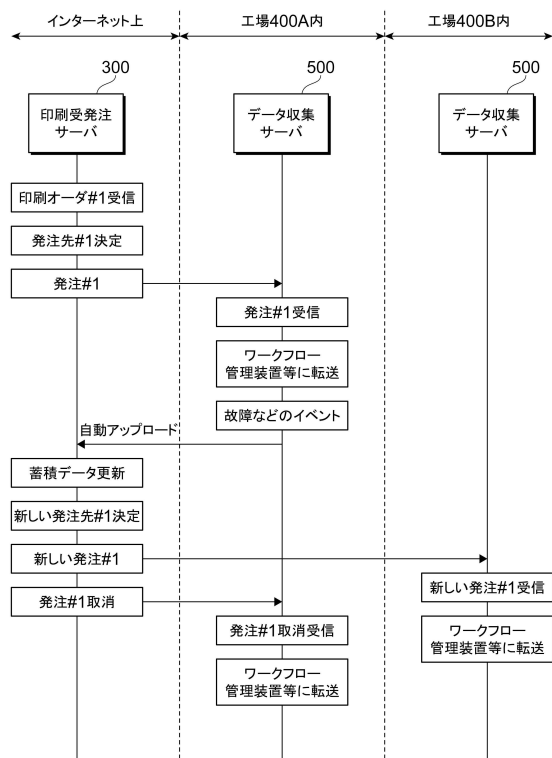 インターネット上
工場400A内
工場400B内
300
500
500
印刷受発注
サーバ
データ収集
サーバ
データ収集
サーバ
印刷オーダ#1受信
発注先#1決定
発注#1
発注#1受信
ワークフロー
管理装置等に転送
故障などのイベント
自動アップロード
蓄積データ更新
新しい発注先#1決定
新しい発注#1
新しい発注#1受信
発注#1取消
発注#1取消受信
ワークフロー
管理装置等に転送
ワークフロー
管理装置等に転送